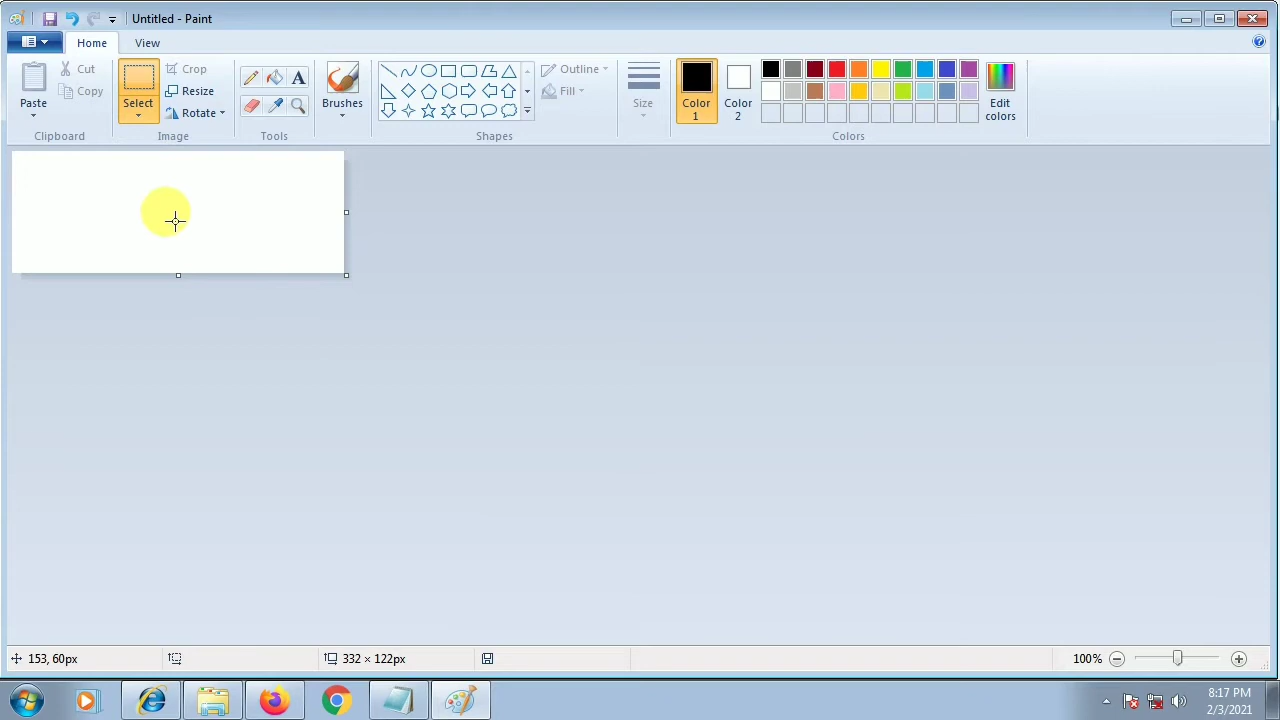 Untitled - Paint
Home View
Paste
Cut
Copy
Clipboard
Select
Crop
Resize
Rotate
Image
A
Tools
Brushes
Shapes
Outline
Fill
Size
Color 1
Color 2
Edit colors
Colors
153, 60px
332 × 122px
100%
8:17 PM
2/3/2021